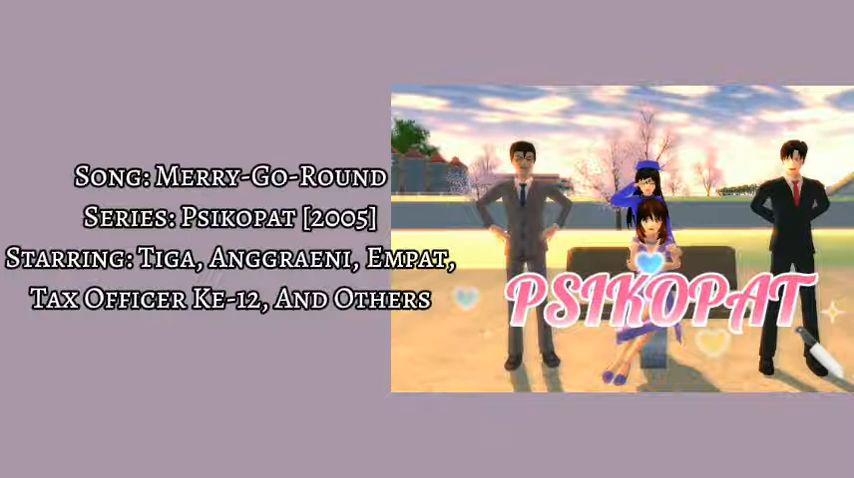 Song: Merry-Go-Round
Series: Psikopat [2005]
Starring: Tiga, Anggraeni, Empat,
Tax Officer Ke-12, And Others
PSIKOPAT